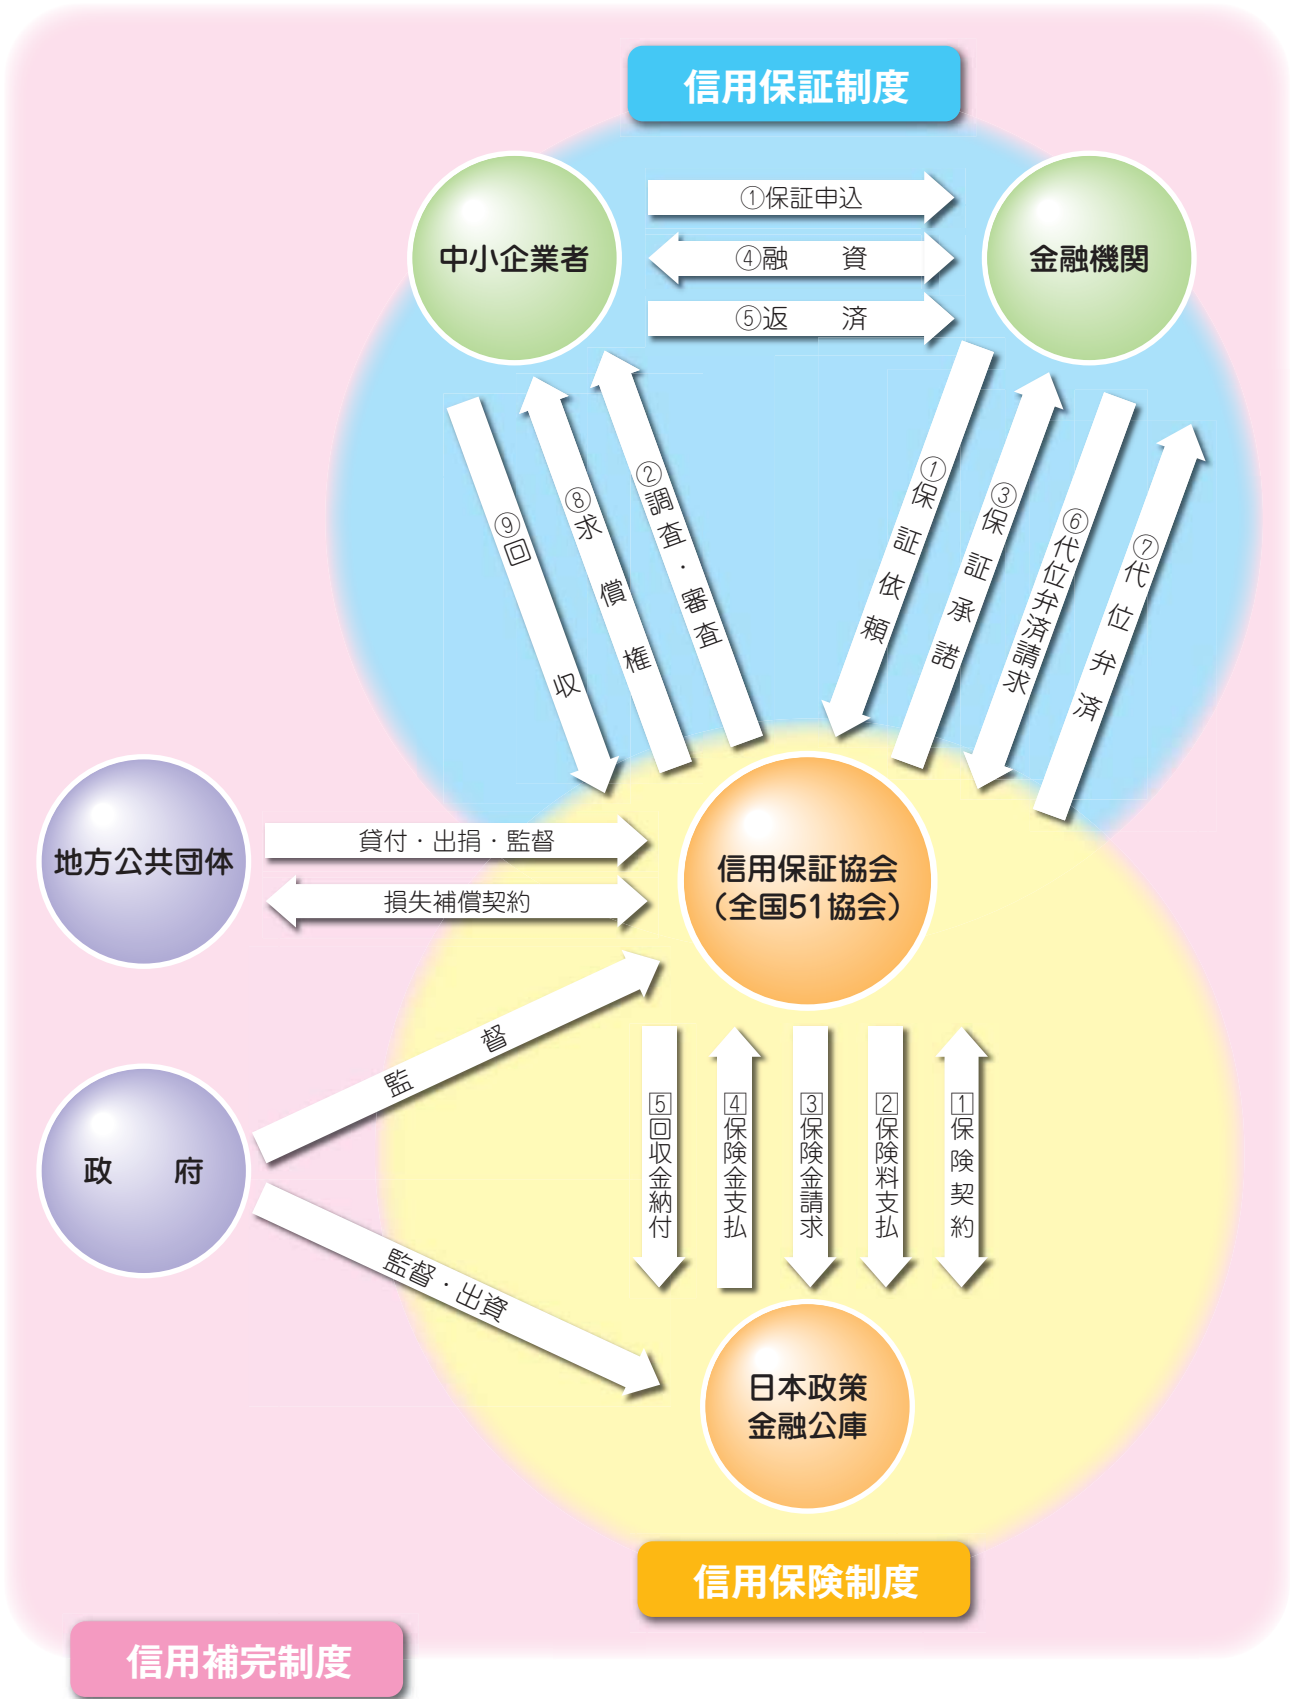 信用保証制度
中小企業者
①保証申込
④融　資
⑤返　済
金融機関
⑨回収
⑧求償権
②調査・審査
①保証依頼
③保証承諾
⑥代位弁済請求
⑦代位弁済
地方公共団体
貸付・出捐・監督
損失補償契約
信用保証協会
（全国51協会）
監　督
政　府
監督・出資
5回収金納付
4保険金支払
3保険金請求
2保険料支払
1保険契約
日本政策
金融公庫
信用保険制度
信用補完制度